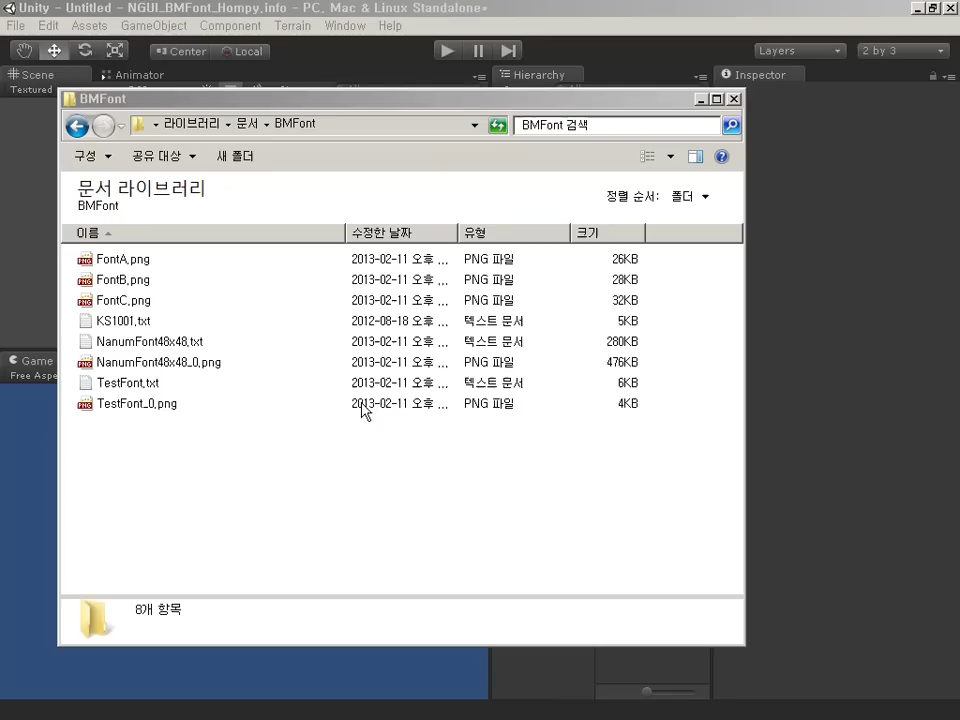 Unity - Untitled - NGUI_BMFont_Hompy.info - PC, Mac & Linux Standalone*
File Edit Assets GameObject Component Terrain Window Help
Center Local Layers 2 by 3
Scene Animator Hierarchy Inspector
Textured
BMFont
라이브러리 문서 BMFont BMFont 검색
구성 공유 대상 새 폴더
문서 라이브러리
BMFont
정렬 순서: 폴더
이름 수정한 날짜 유형 크기
FontA.png 2013-02-11 오후 ... PNG 파일 26KB
FontB.png 2013-02-11 오후 ... PNG 파일 28KB
FontC.png 2013-02-11 오후 ... PNG 파일 32KB
KS1001.txt 2012-08-18 오후 ... 텍스트 문서 5KB
NanumFont48x48.txt 2013-02-11 오후 ... 텍스트 문서 280KB
NanumFont48x48_0.png 2013-02-11 오후 ... PNG 파일 476KB
TestFont.txt 2013-02-11 오후 ... 텍스트 문서 6KB
TestFont_0.png 2013-02-11 오후 ... PNG 파일 4KB
Game
Free Aspe
8개 항목